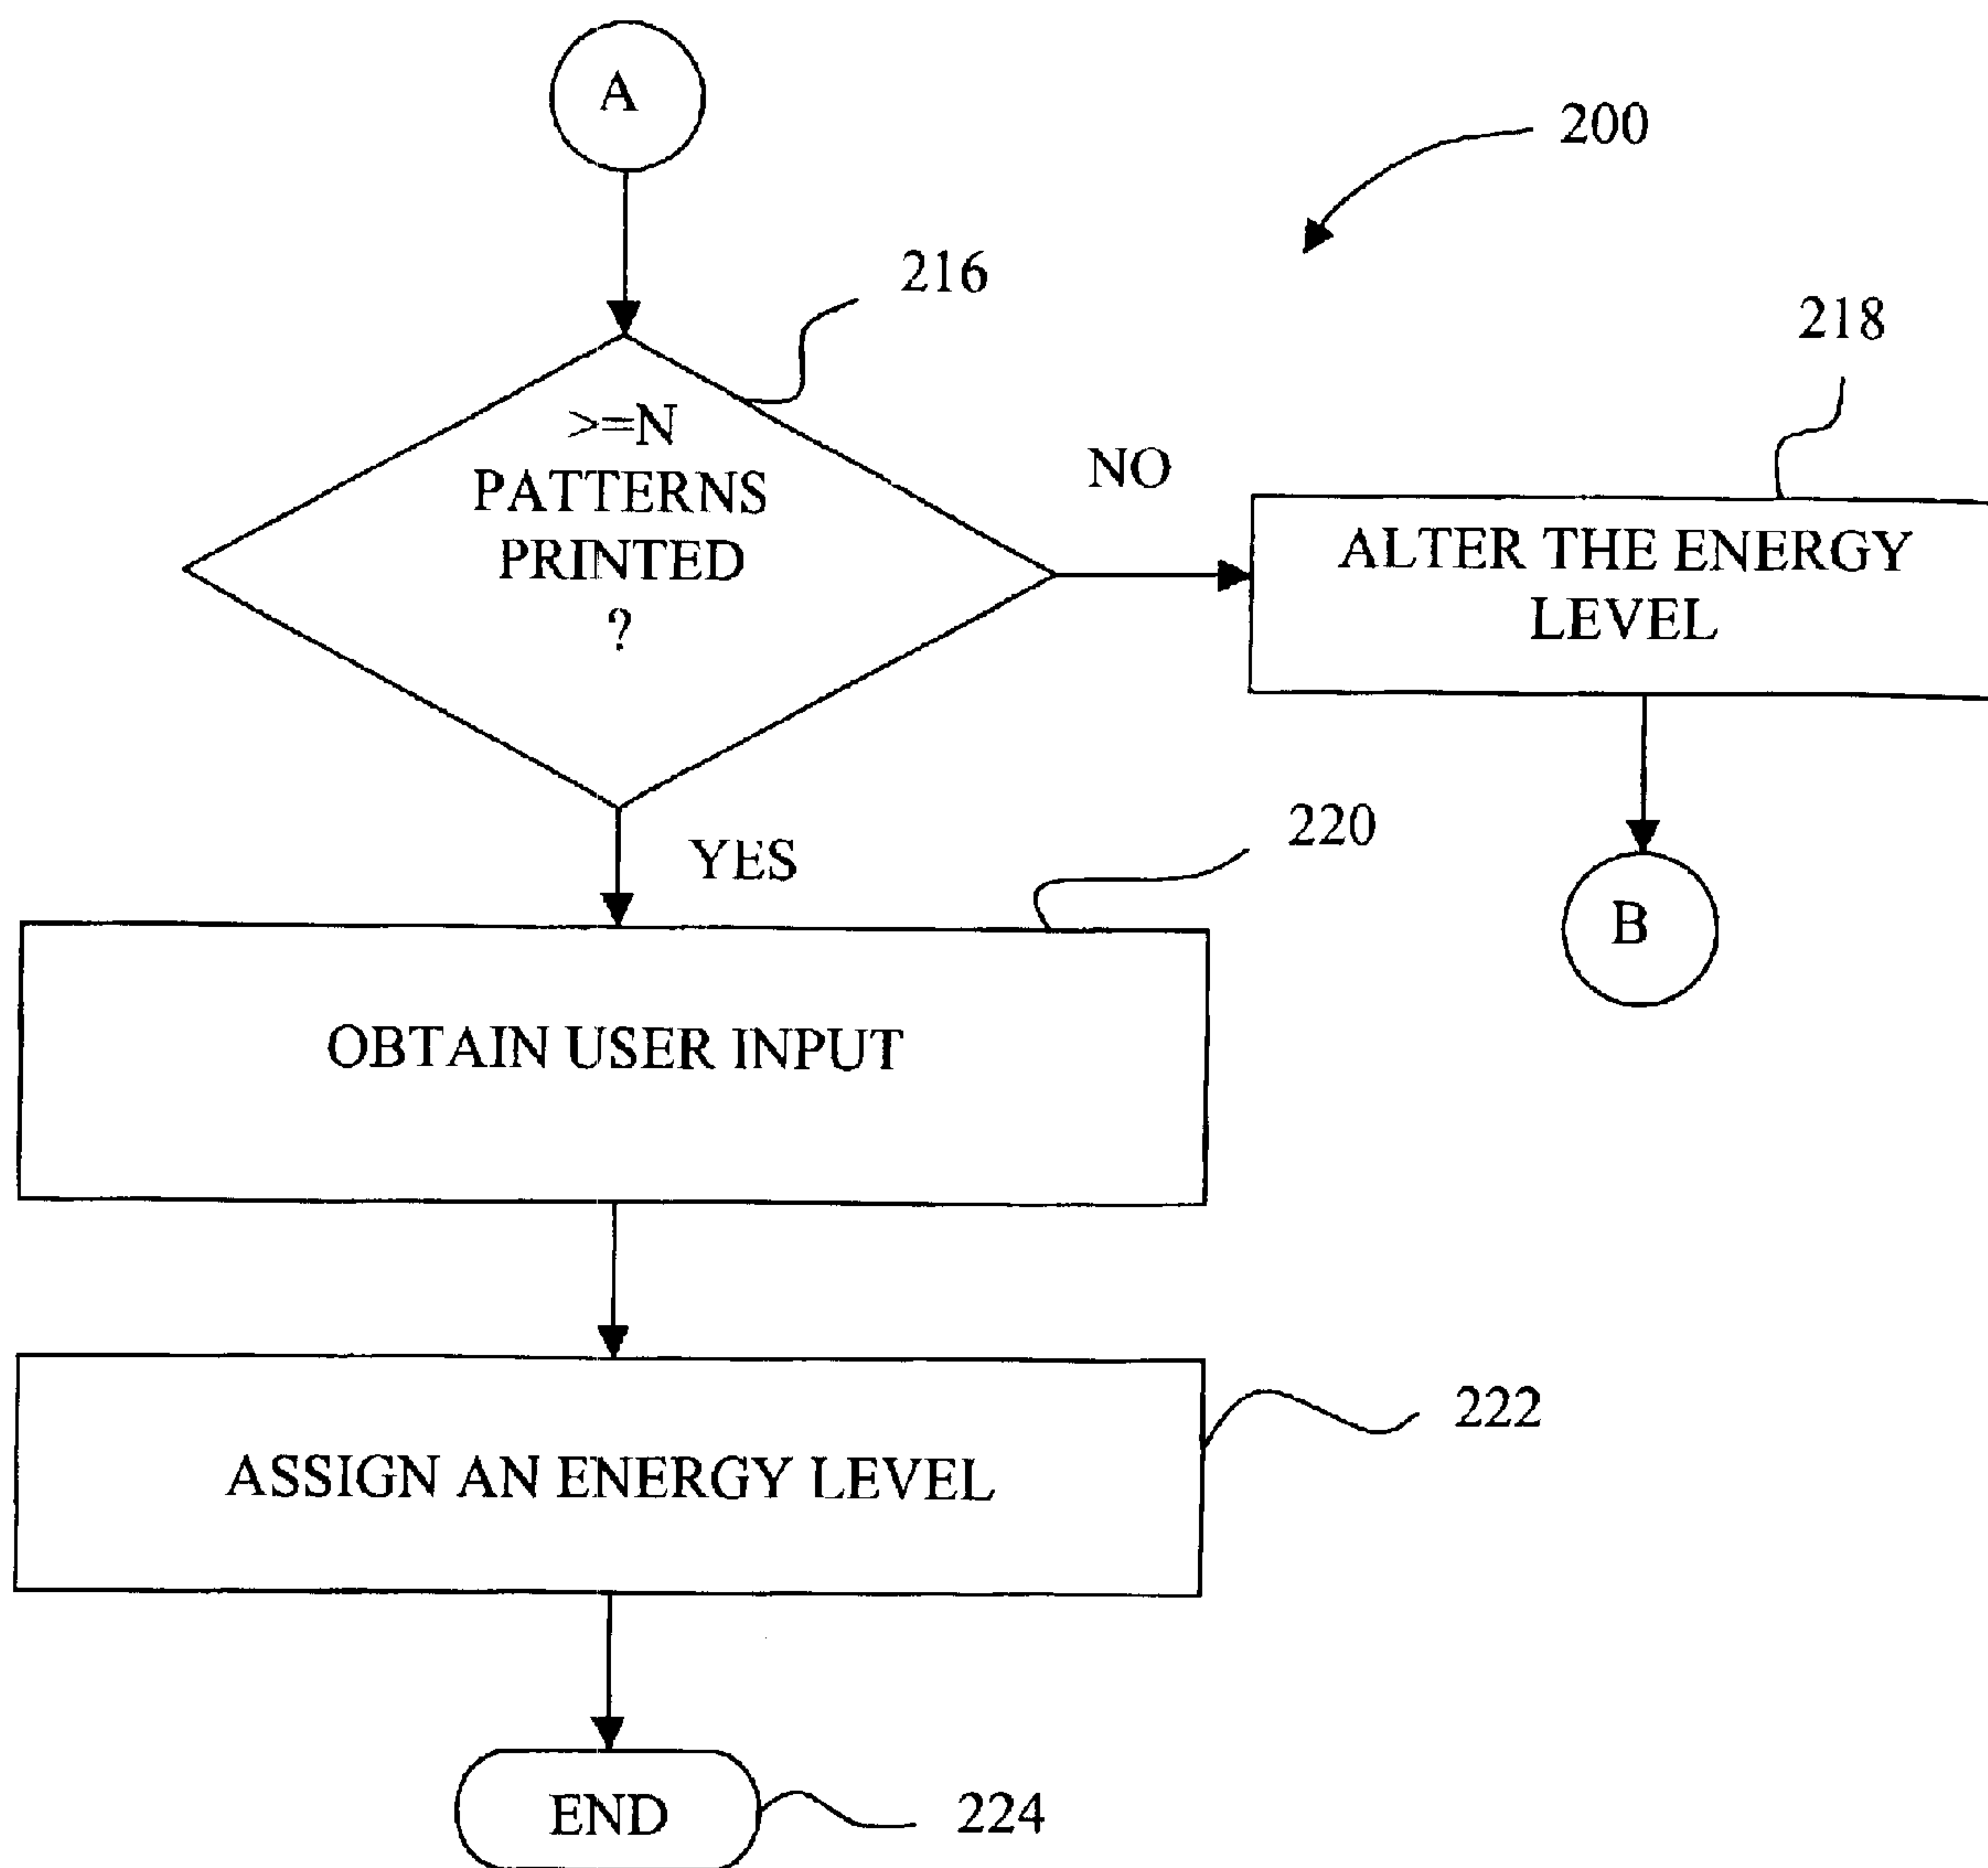 A
200
216
218
>=N
PATTERNS
PRINTED
?
NO
ALTER THE ENERGY
LEVEL
YES
220
B
OBTAIN USER INPUT
222
ASSIGN AN ENERGY LEVEL
END
224